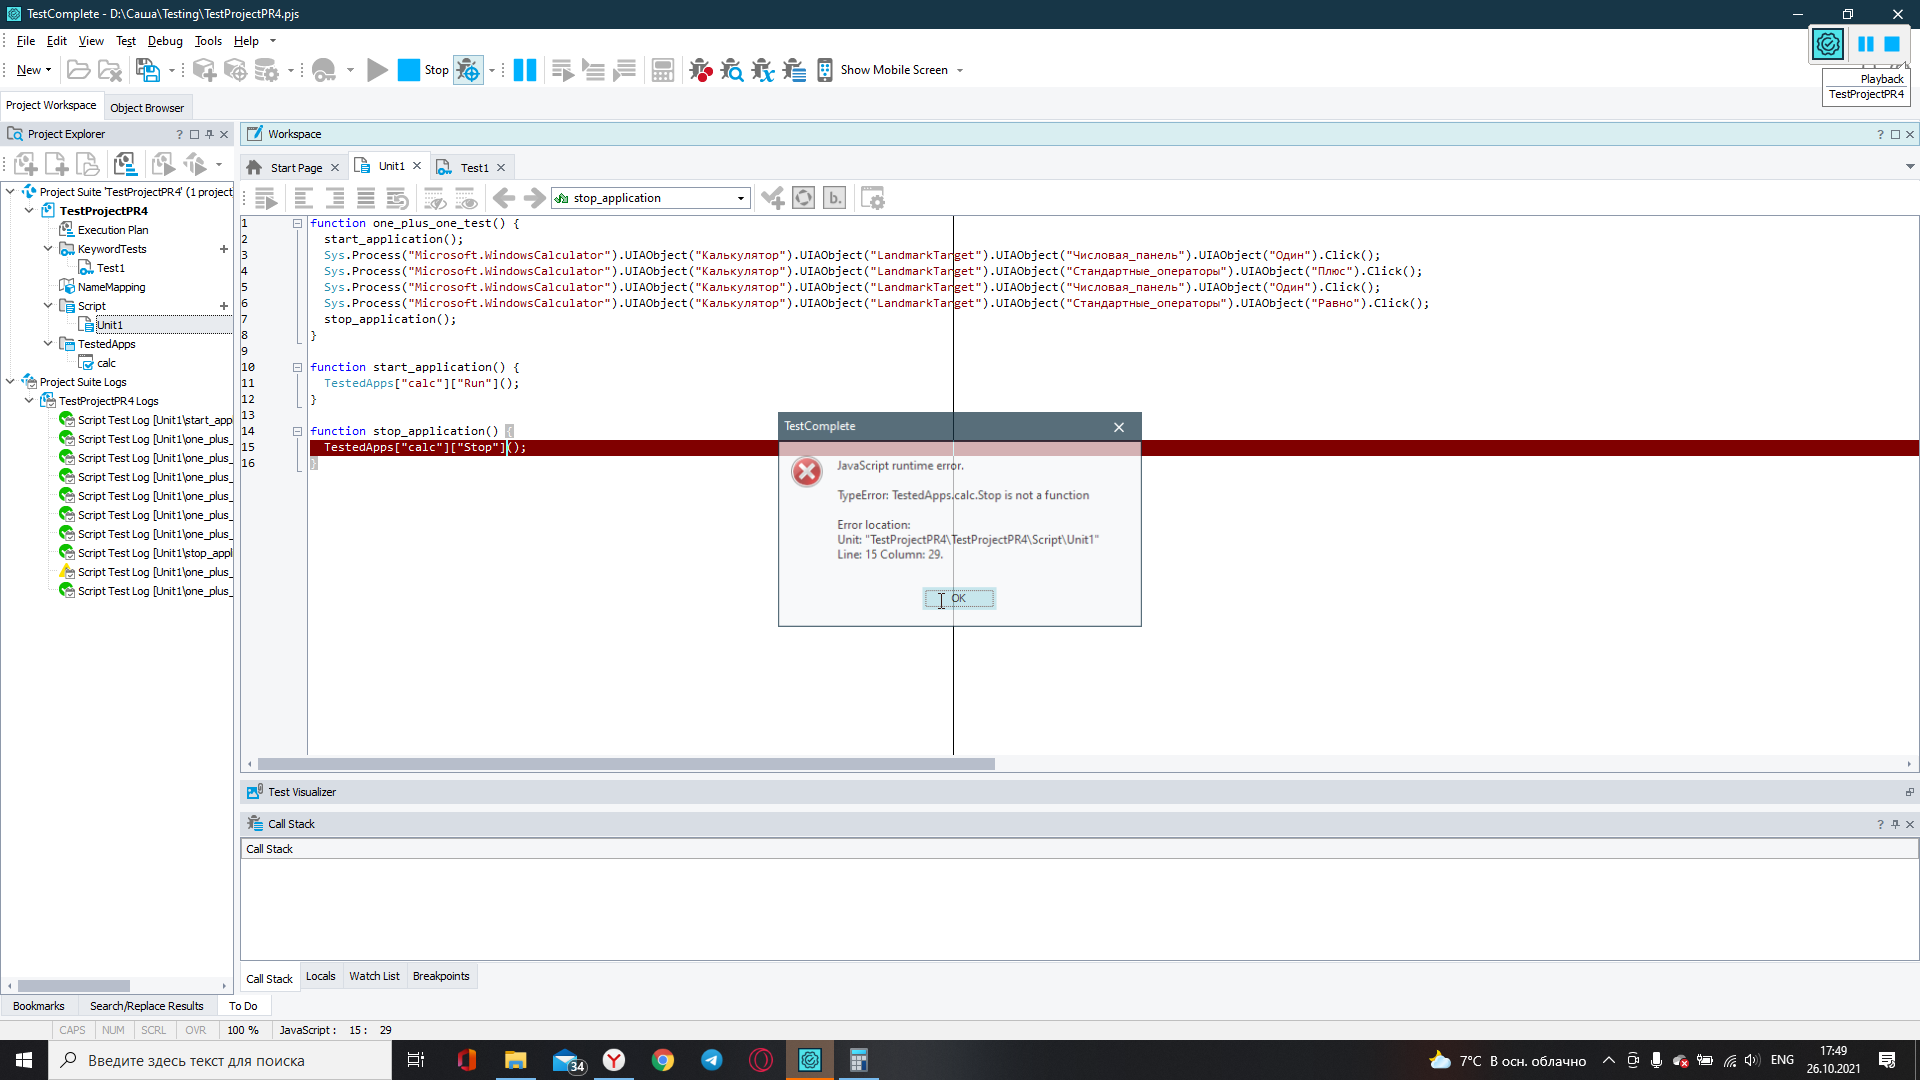 TestComplete - D:\Саша\Testing\TestProjectPR4.pjs
File Edit View Test Debug Tools Help
New Stop Show Mobile Screen
Playback
TestProjectPR4
Project Workspace Object Browser
Project Explorer
Workspace
Start Page Unit1 Test1
stop_application
Project Suite 'TestProjectPR4' (1 project
TestProjectPR4
Execution Plan
KeywordTests
Test1
NameMapping
Script
Unit1
TestedApps
calc
Project Suite Logs
TestProjectPR4 Logs
Script Test Log [Unit1\start_appl
Script Test Log [Unit1\one_plus_
Script Test Log [Unit1\one_plus_
Script Test Log [Unit1\one_plus_
Script Test Log [Unit1\one_plus_
Script Test Log [Unit1\one_plus_
Script Test Log [Unit1\one_plus_
Script Test Log [Unit1\stop_appl
Script Test Log [Unit1\one_plus_
Script Test Log [Unit1\one_plus_
1 function one_plus_one_test() {
2 start_application();
3 Sys.Process("Microsoft.WindowsCalculator").UIAObject("Калькулятор").UIAObject("LandmarkTarget").UIAObject("Числовая_панель").UIAObject("Один").Click();
4 Sys.Process("Microsoft.WindowsCalculator").UIAObject("Калькулятор").UIAObject("LandmarkTarget").UIAObject("Стандартные_операторы").UIAObject("Плюс").Click();
5 Sys.Process("Microsoft.WindowsCalculator").UIAObject("Калькулятор").UIAObject("LandmarkTarget").UIAObject("Числовая_панель").UIAObject("Один").Click();
6 Sys.Process("Microsoft.WindowsCalculator").UIAObject("Калькулятор").UIAObject("LandmarkTarget").UIAObject("Стандартные_операторы").UIAObject("Равно").Click();
7 stop_application();
8 }
9
10 function start_application() {
11 TestedApps["calc"]["Run"]();
12 }
13
14 function stop_application() {
15 TestedApps["calc"]["Stop"]();
16 }
TestComplete
JavaScript runtime error.
TypeError: TestedApps.calc.Stop is not a function
Error location:
Unit: "TestProjectPR4\TestProjectPR4\Script\Unit1"
Line: 15 Column: 29.
OK
Test Visualizer
Call Stack
Call Stack
Call Stack Locals Watch List Breakpoints
Bookmarks Search/Replace Results To Do
CAPS NUM SCRL OVR 100 % JavaScript : 15 : 29
Введите здесь текст для поиска
34
7°C В осн. облачно
ENG
17:49
26.10.2021